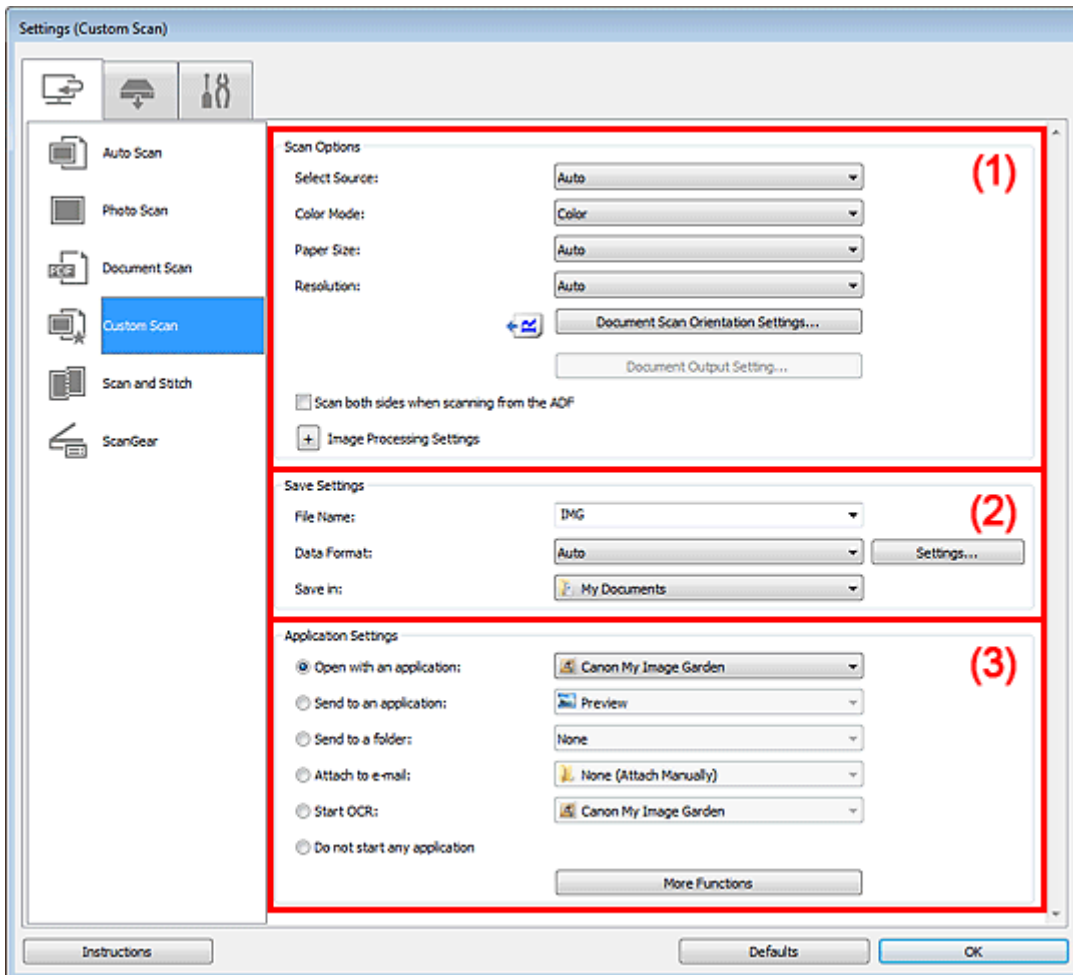 Settings (Custom Scan)
Auto Scan
Photo Scan
PDF
Document Scan
Custom Scan
Scan and Stitch
ScanGear
Scan Options
(1)
Select Source: Auto
Color Mode: Color
Paper Size: Auto
Resolution: Auto
Document Scan Orientation Settings...
Document Output Setting...
Scan both sides when scanning from the ADF
+ Image Processing Settings
Save Settings
(2)
File Name: IMG
Data Format: Auto Settings...
Save in: My Documents
Application Settings
(3)
Open with an application: Canon My Image Garden
Send to an application: Preview
Send to a folder: None
Attach to e-mail: None (Attach Manually)
Start OCR: Canon My Image Garden
Do not start any application
More Functions
Instructions Defaults OK